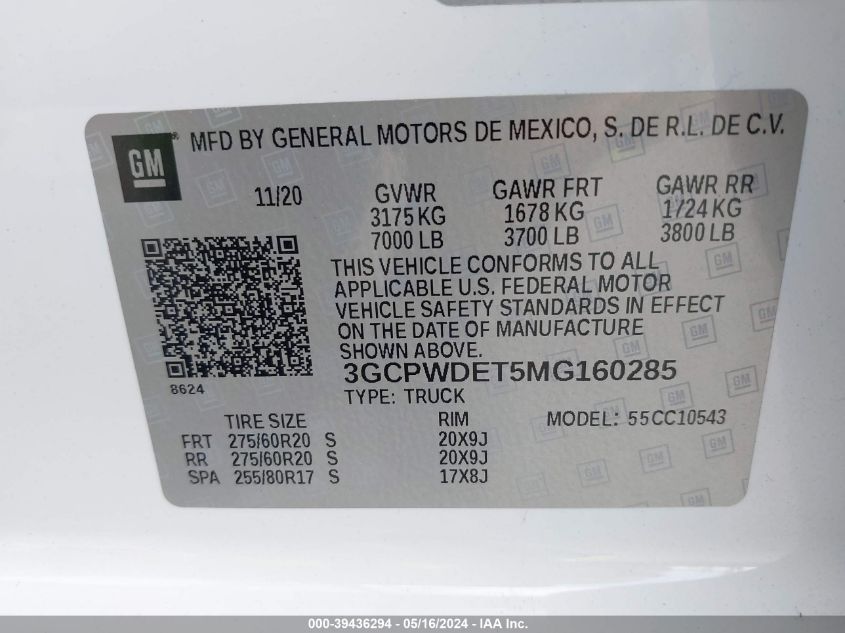 GM ® MFD BY GENERAL MOTORS DE MEXICO, S. DE R.L. DE C.V.
11/20 GVWR GAWR FRT GAWR RR
3175 KG 1678 KG 1724 KG
7000 LB 3700 LB 3800 LB
THIS VEHICLE CONFORMS TO ALL
APPLICABLE U.S. FEDERAL MOTOR
VEHICLE SAFETY STANDARDS IN EFFECT
ON THE DATE OF MANUFACTURE
SHOWN ABOVE.
8624 3GCPWDET5MG160285
TYPE: TRUCK
TIRE SIZE RIM MODEL: 55CC10543
FRT 275/60R20 S 20X9J
RR 275/60R20 S 20X9J
SPA 255/80R17 S 17X8J
000-39436294 - 05/16/2024 - IAA Inc.